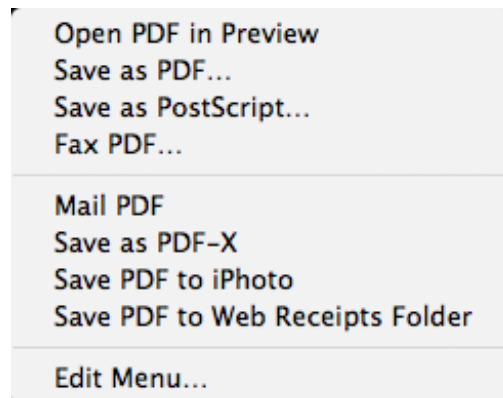 Open PDF in Preview
Save as PDF…
Save as PostScript…
Fax PDF…
Mail PDF
Save as PDF-X
Save PDF to iPhoto
Save PDF to Web Receipts Folder
Edit Menu…